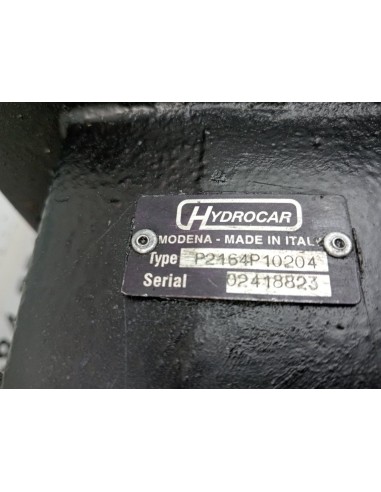 HYDROCAR
MODENA - MADE IN ITALY
Type P2164P10204
Serial 02418823